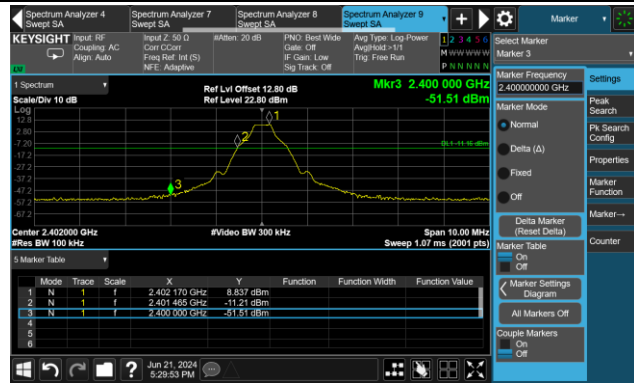 Spectrum Analyzer 4
Swept SA
Spectrum Analyzer 7
Swept SA
Spectrum Analyzer 8
Swept SA
Spectrum Analyzer 9
Swept SA
Marker
KEYSIGHT
Input: RF
Coupling: AC
Align: Auto
Input Z: 50 Ω
Corr CCorr
Freq Ref: Int (S)
NFE: Adaptive
#Atten: 20 dB
PNO: Best Wide
Gate: Off
IF Gain: Low
Sig Track: Off
Avg Type: Log-Power
Avg|Hold:>1/1
Trig: Free Run
1 2 3 4 5 6
M W W W W W
P N N N N N
LM
Select Marker
Marker 3
1 Spectrum
Scale/Div 10 dB
Ref Lvl Offset 12.80 dB
Ref Level 22.80 dBm
Mkr3 2.400 000 GHz
-51.51 dBm
Log
12.8
2.80
-7.20
-17.2
-27.2
-37.2
-47.2
-57.2
-67.2
1
2
3
DL1 -11.16 dBm
Center 2.402000 GHz
#Res BW 100 kHz
#Video BW 300 kHz
Span 10.00 MHz
Sweep 1.07 ms (2001 pts)
5 Marker Table
Mode Trace Scale X Y Function Function Width Function Value
1 N 1 f 2.402 170 GHz 8.837 dBm
2 N 1 f 2.401 465 GHz -11.21 dBm
3 N 1 f 2.400 000 GHz -51.51 dBm
4
5
6
Marker Frequency
2.400000000 GHz
Marker Mode
Normal
Delta (Δ)
Fixed
Off
Delta Marker
(Reset Delta)
Marker Table
On
Off
Marker Settings
Diagram
All Markers Off
Couple Markers
On
Off
Settings
Peak
Search
Pk Search
Config
Properties
Marker
Function
Marker→
Counter
?
Jun 21, 2024
5:29:53 PM